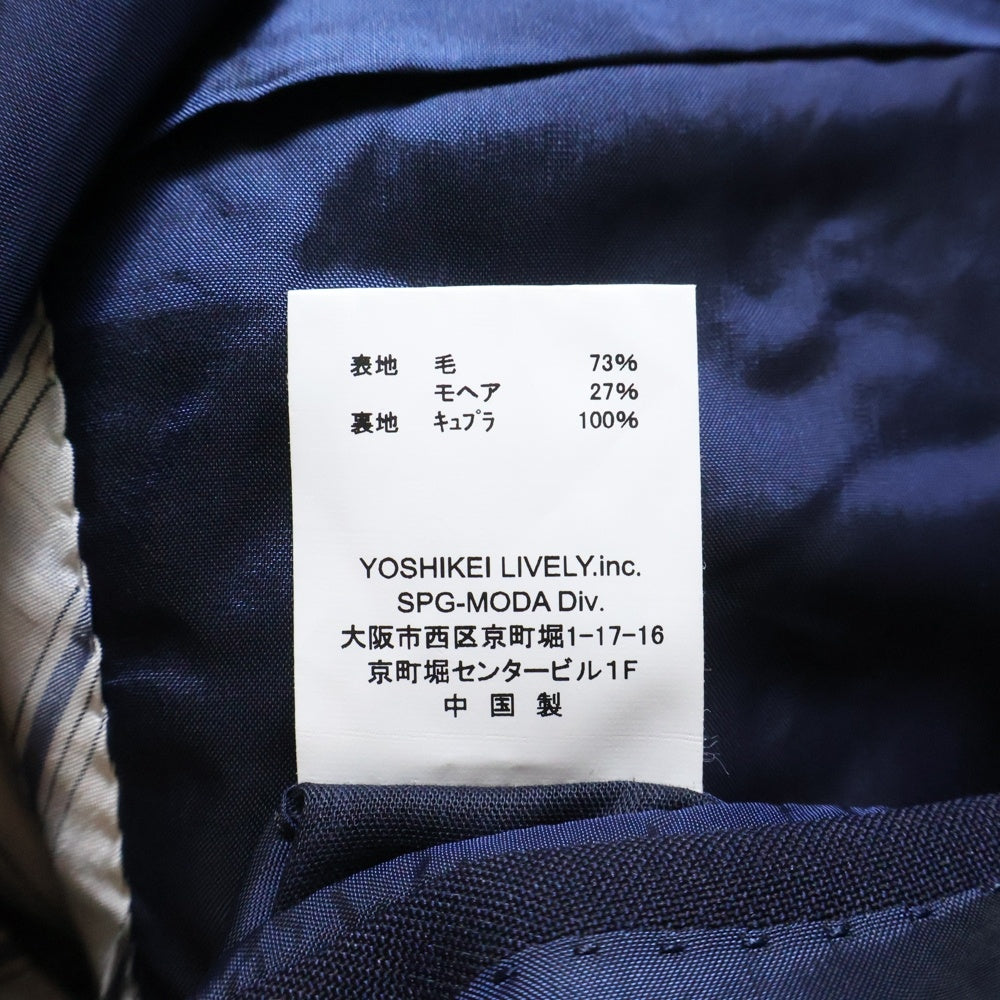 表地 毛 73%
モヘア 27%
裏地 ｷｭﾌﾟﾗ 100%
YOSHIKEI LIVELY.inc.
SPG-MODA Div.
大阪市西区京町堀1-17-16
京町堀センタービル1F
中国製